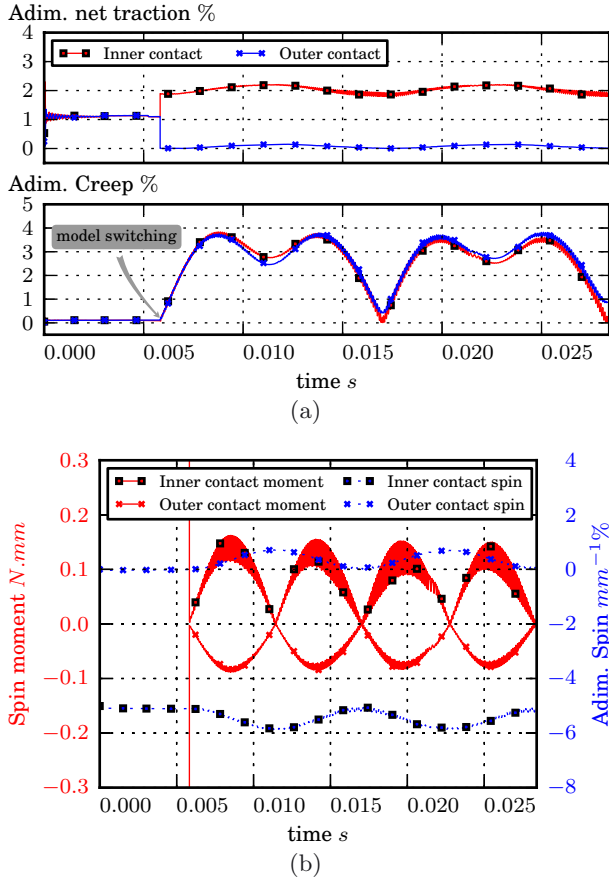 Adim. net traction %
4
3
2
1
0
Inner contact
Outer contact
Adim. Creep %
5
4
3
2
1
0
model switching
0.000 0.005 0.010 0.015 0.020 0.025
time s
(a)
0.3
0.2
0.1
0.0
−0.1
−0.2
−0.3
Spin moment N.mm
Inner contact moment
Outer contact moment
Inner contact spin
Outer contact spin
4
2
0
−2
−4
−6
−8
Adim. Spin mm⁻¹%
0.000 0.005 0.010 0.015 0.020 0.025
time s
(b)